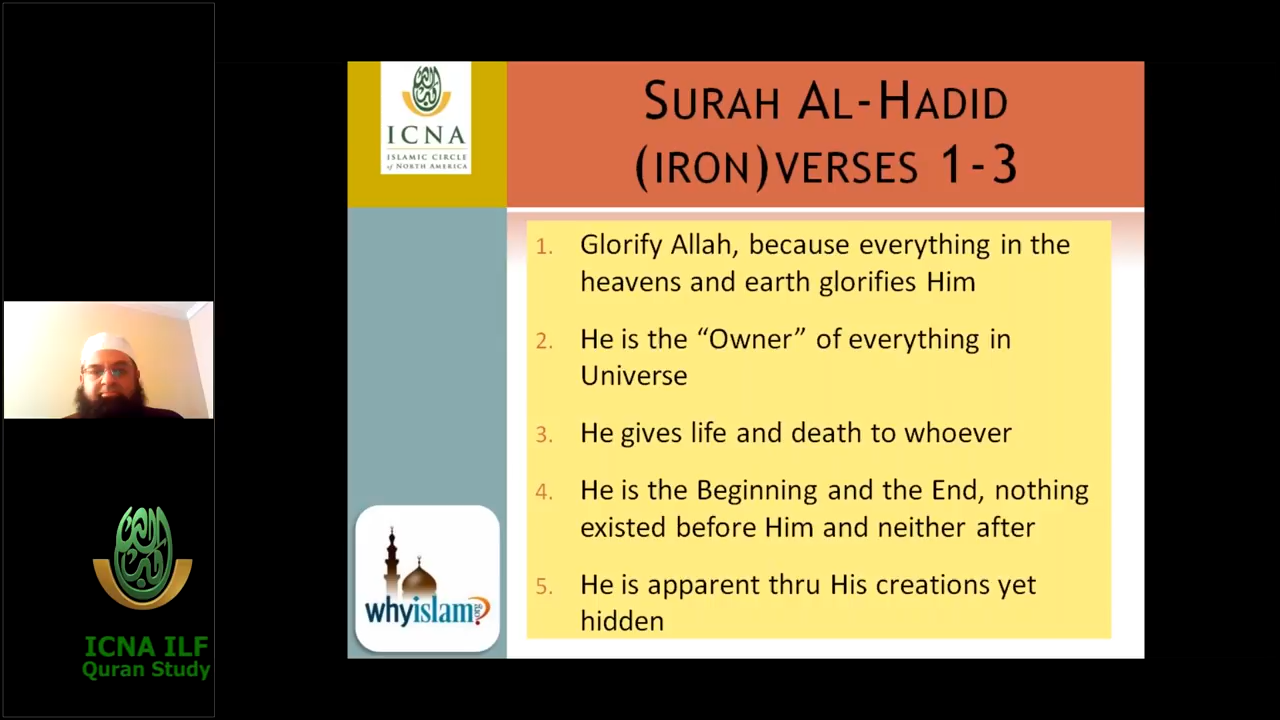 ICNA
ISLAMIC CIRCLE
of NORTH AMERICA
SURAH AL-HADID
(IRON)VERSES 1-3
1. Glorify Allah, because everything in the
heavens and earth glorifies Him
2. He is the “Owner” of everything in
Universe
3. He gives life and death to whoever
4. He is the Beginning and the End, nothing
existed before Him and neither after
5. He is apparent thru His creations yet
hidden
whyislam?
ICNA ILF
Quran Study